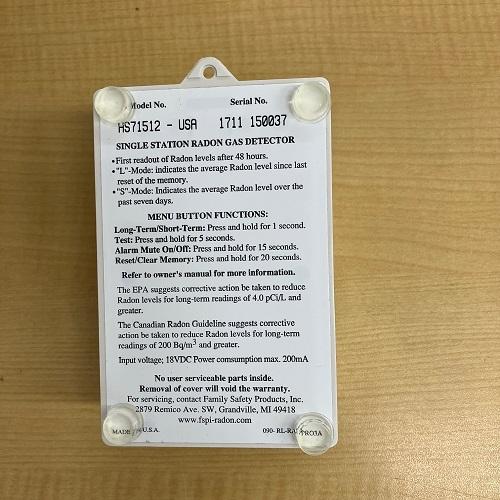 Model No. Serial No.
HS71512 - USA 1711 150037
SINGLE STATION RADON GAS DETECTOR
•First readout of Radon levels after 48 hours.
•"L"-Mode: indicates the average Radon level since last
reset of the memory.
•"S"-Mode: Indicates the average Radon level over the
past seven days.
MENU BUTTON FUNCTIONS:
Long-Term/Short-Term: Press and hold for 1 second.
Test: Press and hold for 5 seconds.
Alarm Mute On/Off: Press and hold for 15 seconds.
Reset/Clear Memory: Press and hold for 20 seconds.
Refer to owner's manual for more information.
The EPA suggests corrective action be taken to reduce
Radon levels for long-term readings of 4.0 pCi/L and
greater.
The Canadian Radon Guideline suggests corrective
action be taken to reduce Radon levels for long-term
readings of 200 Bq/m³ and greater.
Input voltage; 18VDC Power comsumption max. 200mA
No user serviceable parts inside.
Removal of cover will void the warranty.
For servicing, contact Family Safety Products, Inc.
2879 Remico Ave. SW, Grandville, MI 49418
www.fspi-radon.com
MADE U.S.A. 090- RL-RA